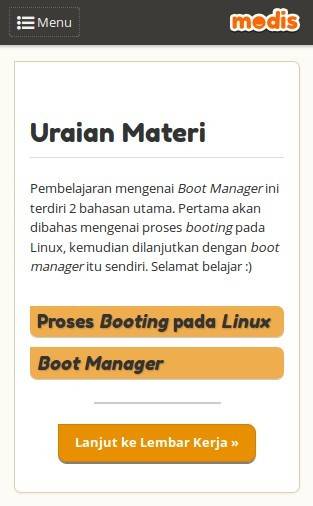 Menu
modis
Uraian Materi
Pembelajaran mengenai Boot Manager ini
terdiri 2 bahasan utama. Pertama akan
dibahas mengenai proses booting pada
Linux, kemudian dilanjutkan dengan boot
manager itu sendiri. Selamat belajar :)
Proses Booting pada Linux
Boot Manager
Lanjut ke Lembar Kerja »